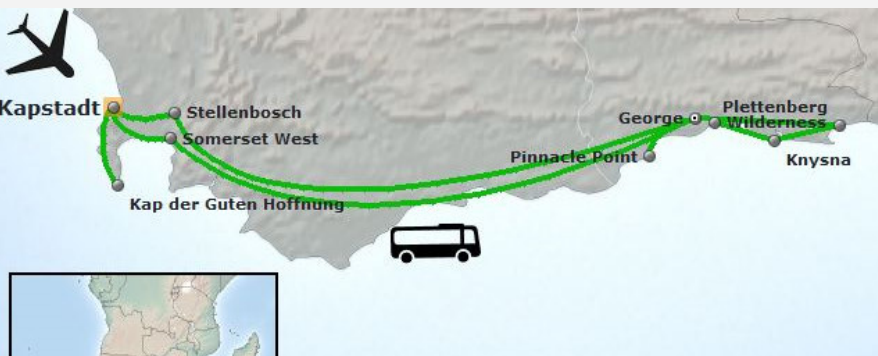 Kapstadt
Stellenbosch
Somerset West
Kap der Guten Hoffnung
George
Plettenberg
Wilderness
Pinnacle Point
Knysna